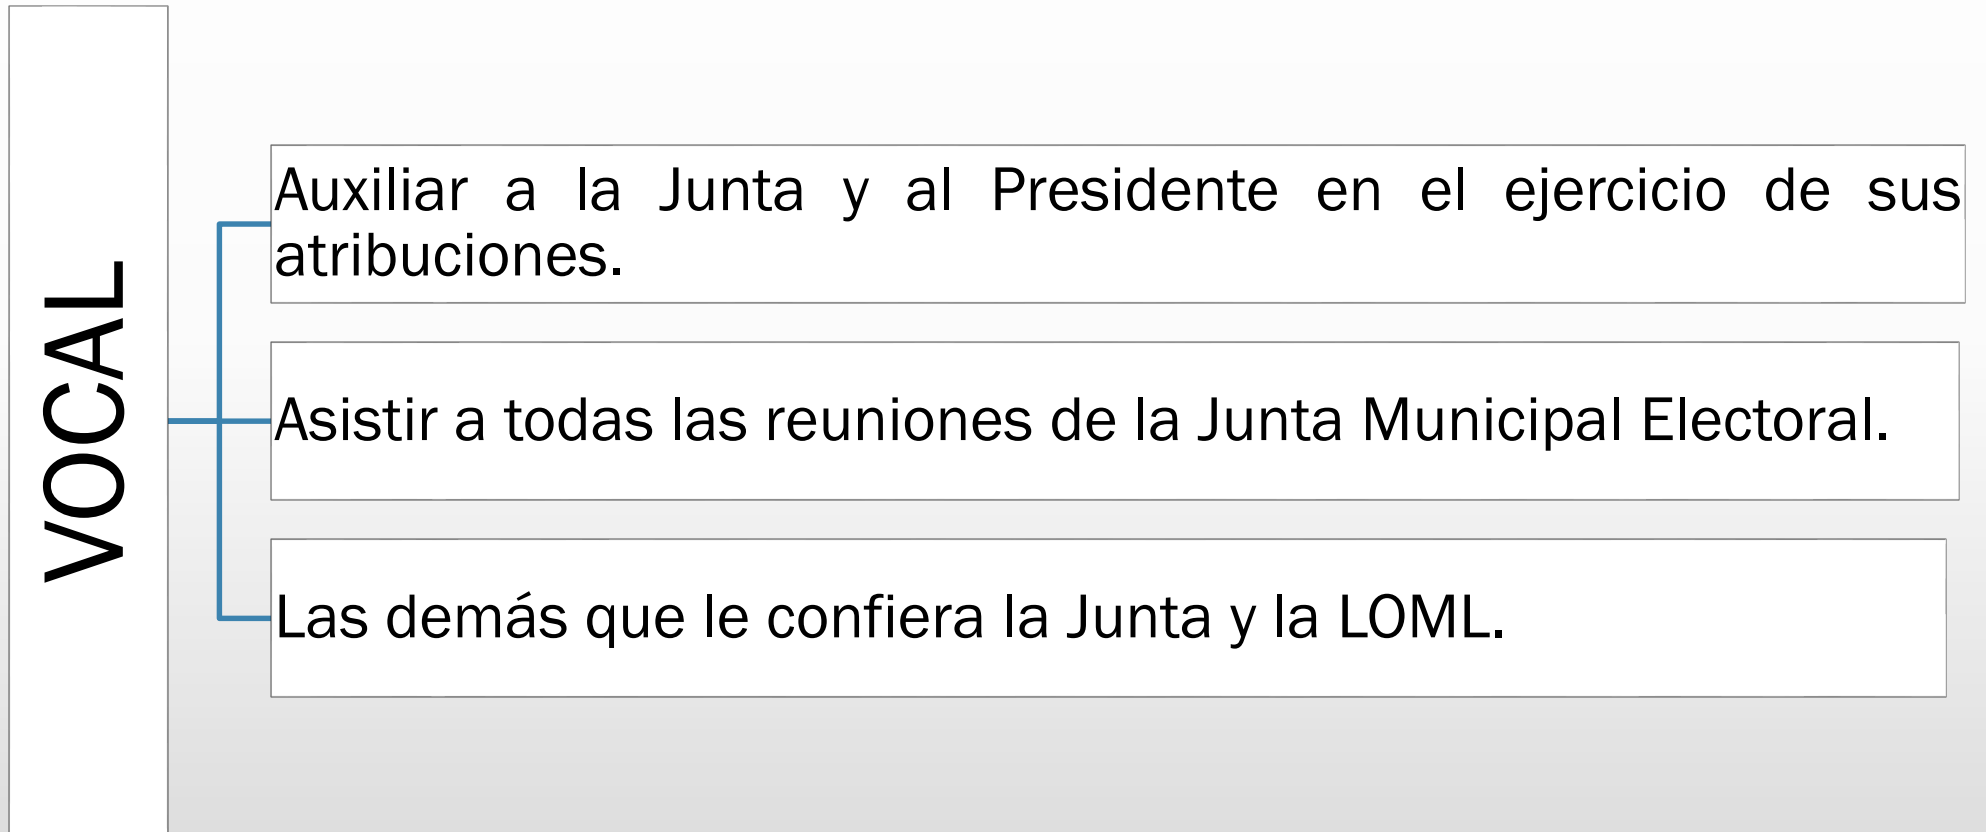 VOCAL
Auxiliar a la Junta y al Presidente en el ejercicio de sus
atribuciones.
Asistir a todas las reuniones de la Junta Municipal Electoral.
Las demás que le confiera la Junta y la LOML.